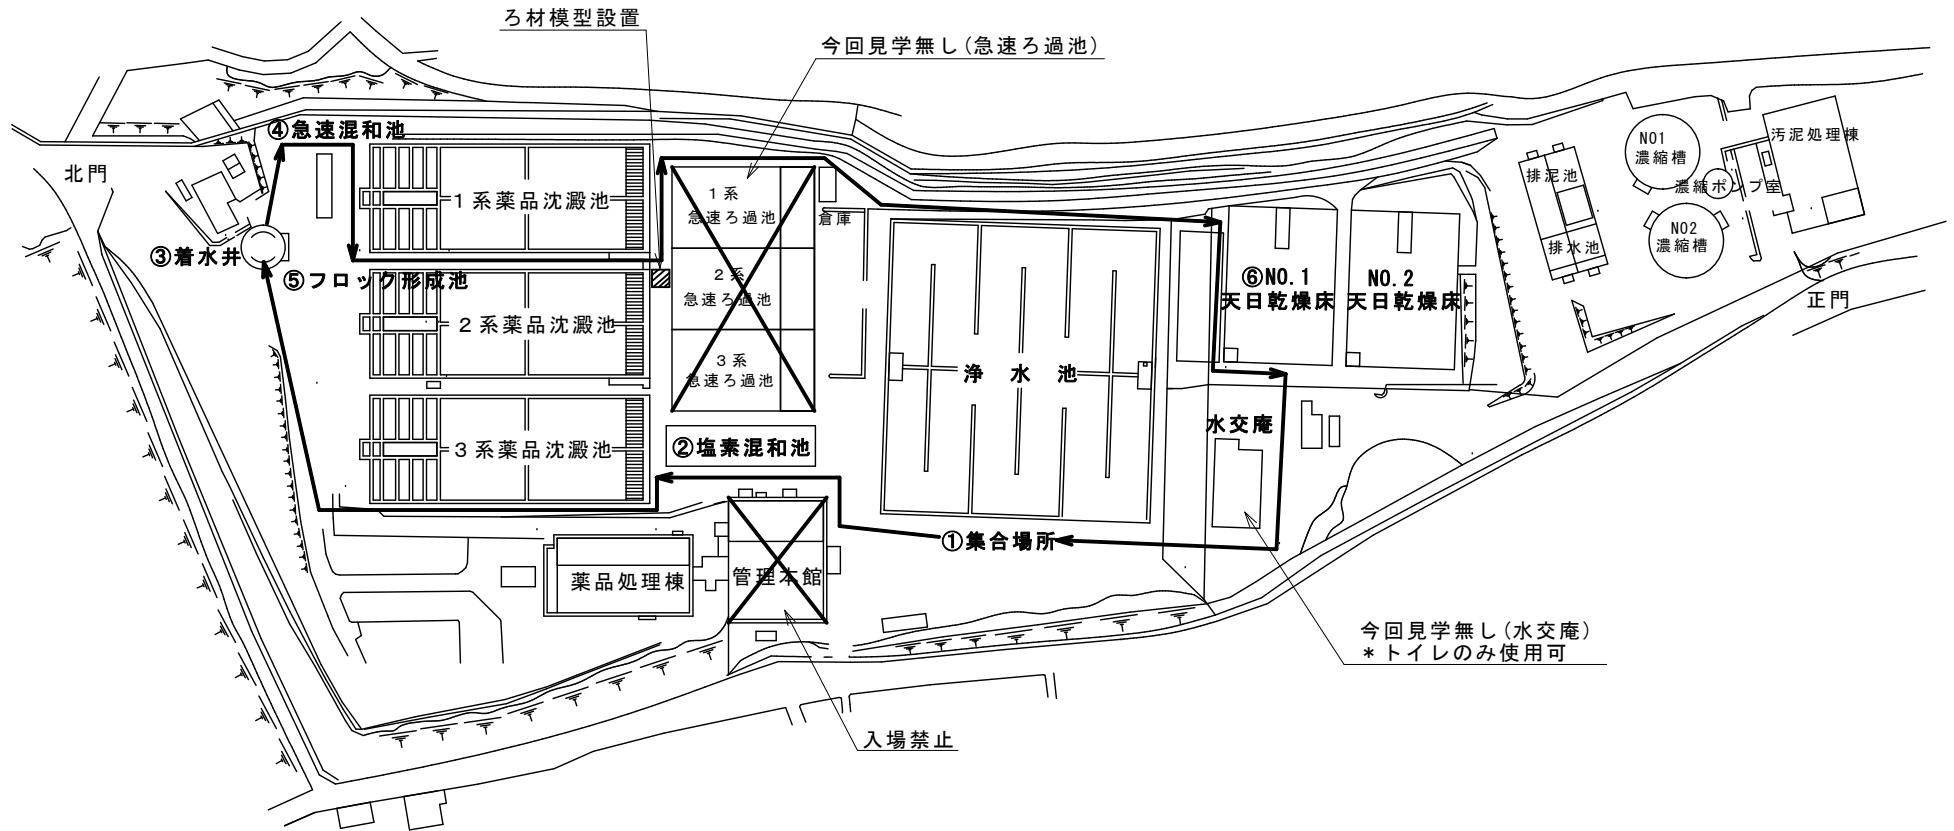 ろ材模型設置
今回見学無し(急速ろ過池)
④急速混和池
北門
1系薬品沈澱池
1系
急速ろ過池
倉庫
NO1
濃縮槽
汚泥処理棟
排泥池
濃縮ポンプ室
NO2
濃縮槽
排水池
正門
③着水井
⑤フロック形成池
2系
急速ろ過池
⑥NO.1
天日乾燥床
NO.2
天日乾燥床
2系薬品沈澱池
3系
急速ろ過池
浄水池
水交庵
3系薬品沈澱池
②塩素混和池
①集合場所
薬品処理棟
管理本館
今回見学無し(水交庵)
*トイレのみ使用可
入場禁止